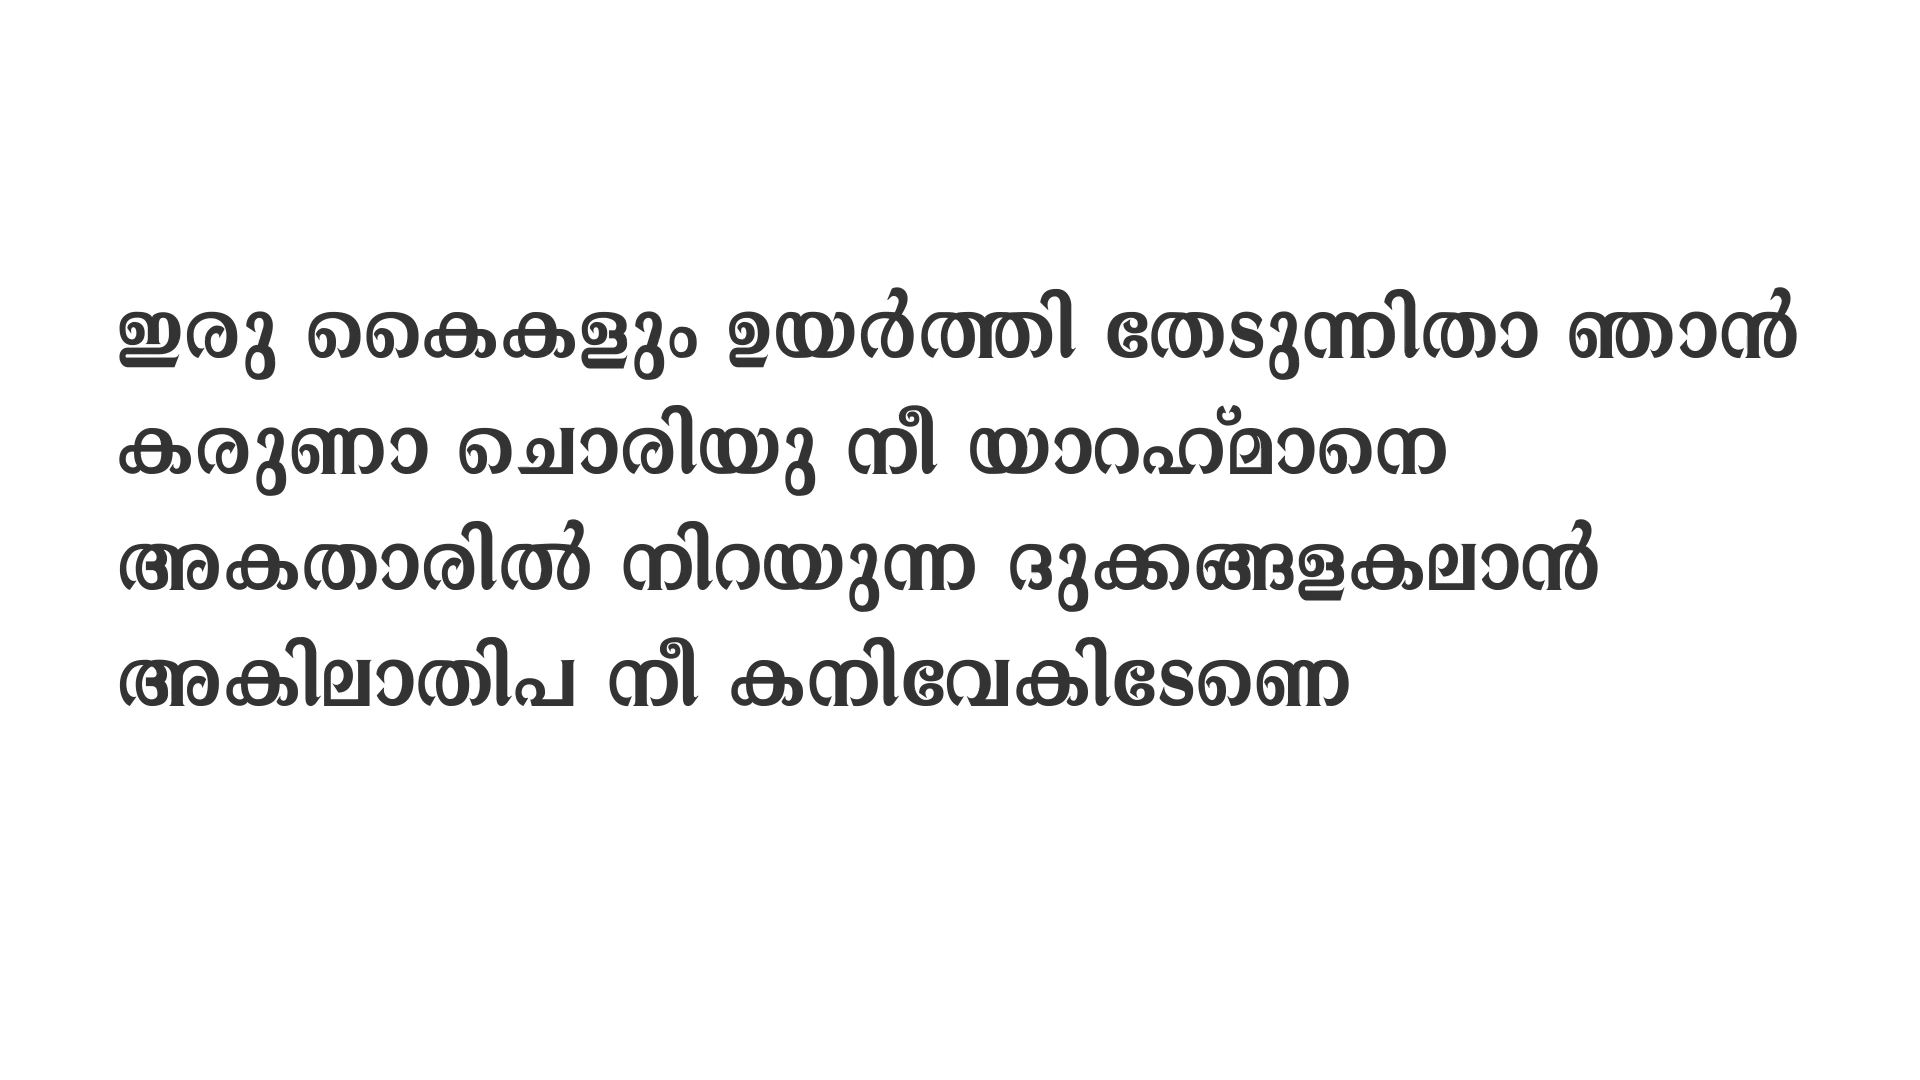 ഇരു കൈകളും ഉയർത്തി തേടുന്നിതാ ഞാൻ
കരുണാ ചൊരിയു നീ യാറഹ്‌മാനെ
അകതാരിൽ നിറയുന്ന ദുക്കങ്ങളകലാൻ
അകിലാതിപ നീ കനിവേകിടേണെ